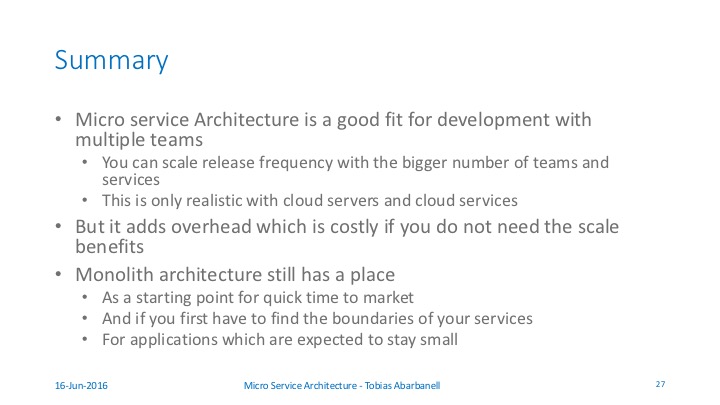 Summary
• Micro service Architecture is a good fit for development with
multiple teams
• You can scale release frequency with the bigger number of teams and
services
• This is only realistic with cloud servers and cloud services
• But it adds overhead which is costly if you do not need the scale
benefits
• Monolith architecture still has a place
• As a starting point for quick time to market
• And if you first have to find the boundaries of your services
• For applications which are expected to stay small
16-Jun-2016 Micro Service Architecture - Tobias Abarbanell 27